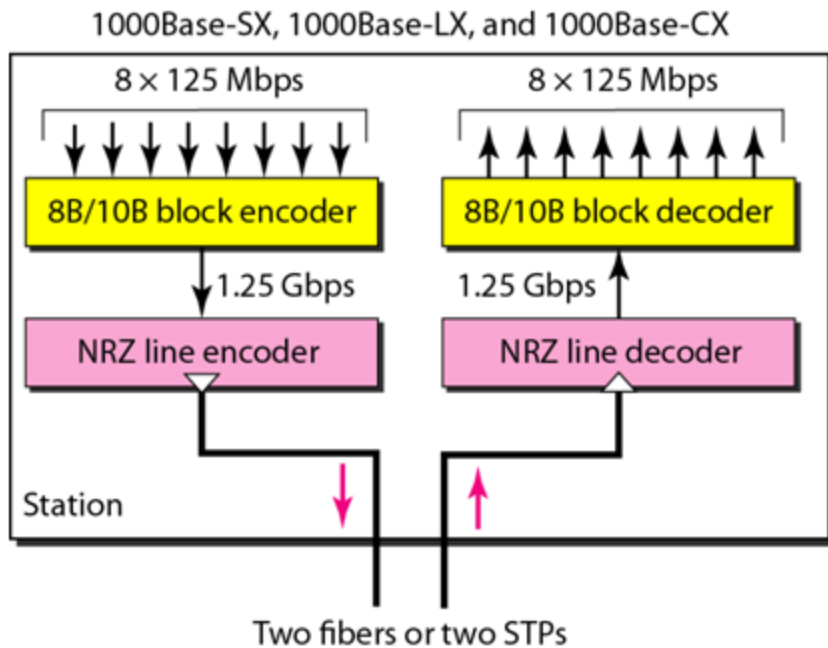 1000Base-SX, 1000Base-LX, and 1000Base-CX
8 × 125 Mbps
8 × 125 Mbps
8B/10B block encoder
8B/10B block decoder
1.25 Gbps
1.25 Gbps
NRZ line encoder
NRZ line decoder
Station
Two fibers or two STPs